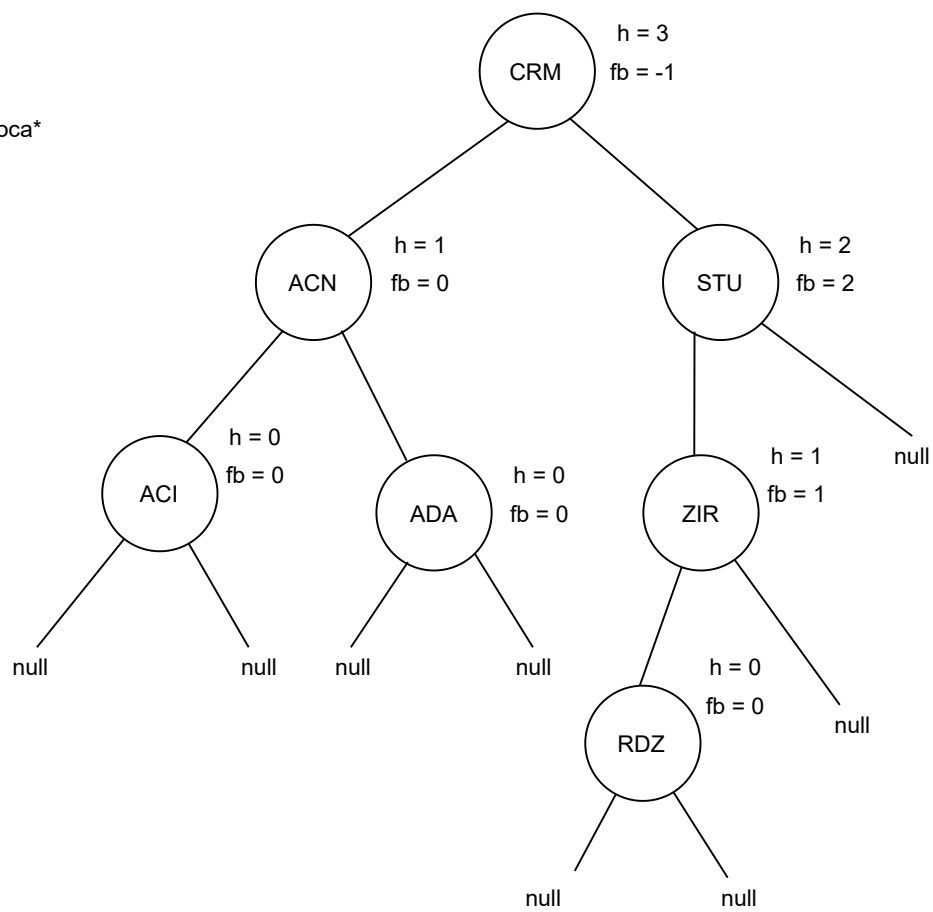 h = 3
CRM
fb = -1
oca*
h = 1
h = 2
ACN
fb = 0
STU
fb = 2
h = 0
fb = 0
null
h = 1
ACI
h = 0
fb = 1
ADA
fb = 0
ZIR
null
null
null
null
h = 0
fb = 0
null
RDZ
null
null